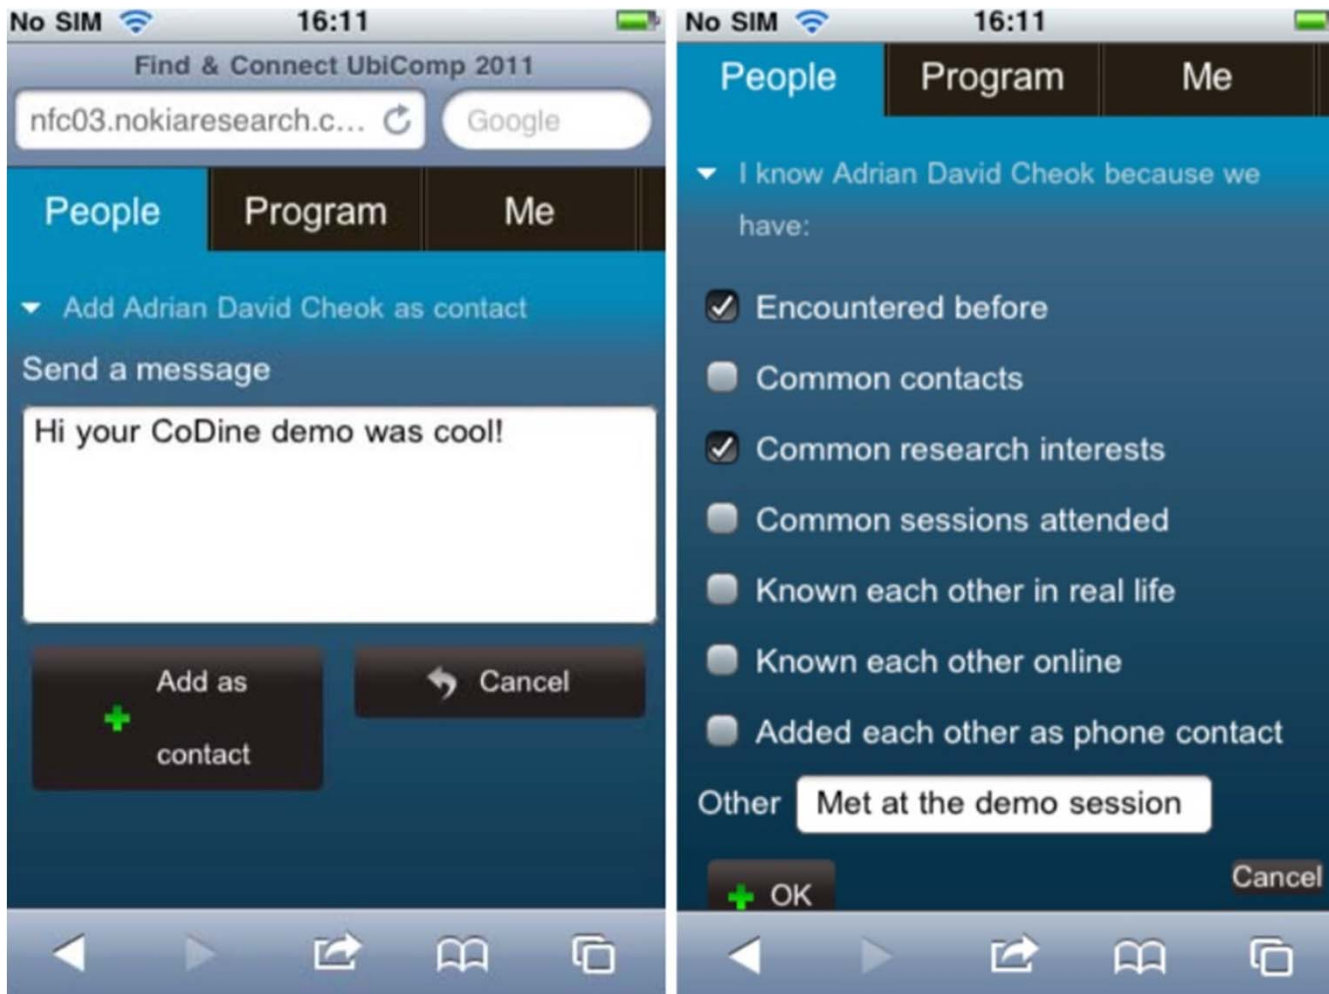 No SIM 16:11
Find & Connect UbiComp 2011
nfc03.nokiaresearch.c... Google
People Program Me
Add Adrian David Cheok as contact
Send a message
Hi your CoDine demo was cool!
Add as
contact
Cancel
No SIM 16:11
People Program Me
I know Adrian David Cheok because we
have:
Encountered before
Common contacts
Common research interests
Common sessions attended
Known each other in real life
Known each other online
Added each other as phone contact
Other Met at the demo session
OK Cancel